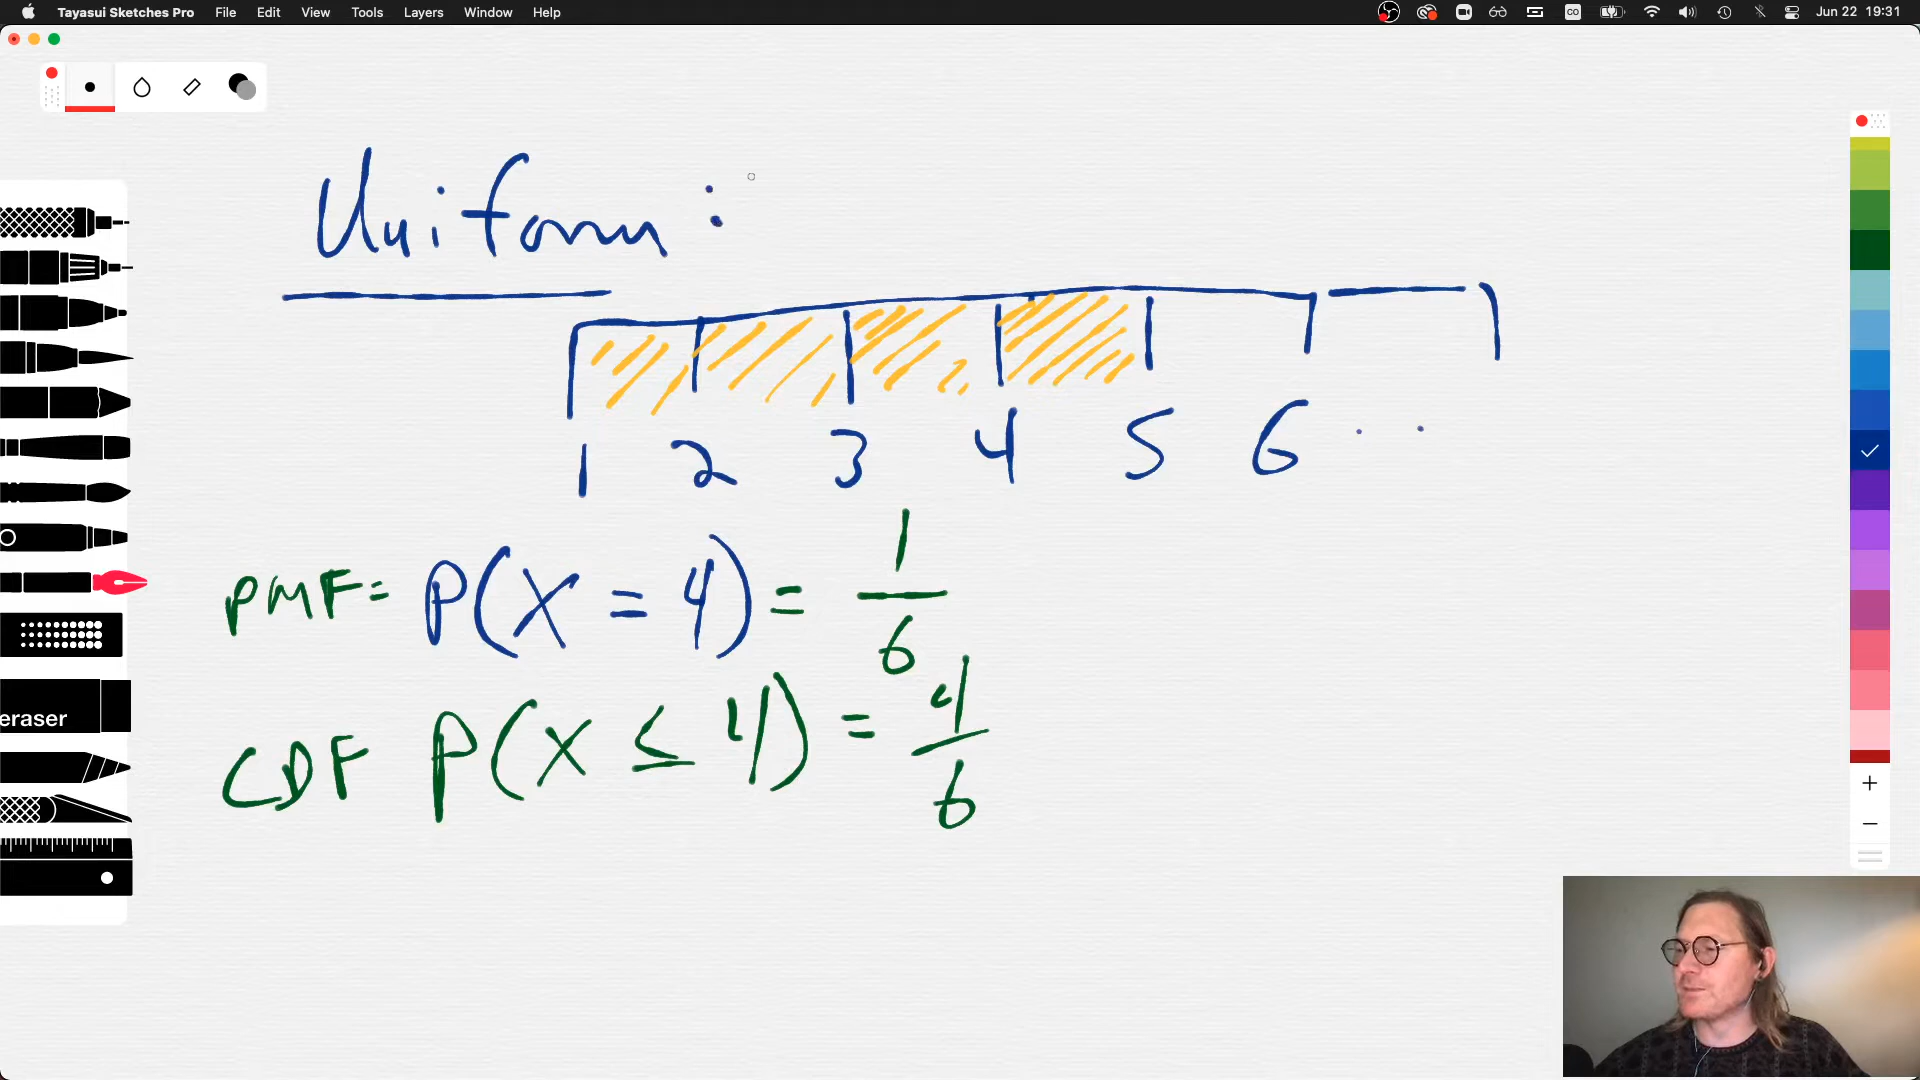 Tayasui Sketches Pro File Edit View Tools Layers Window Help Jun 22 19:31
Uniform :
1 2 3 4 5 6 . .
PMF = P(X = 4) = 1/6
CDF P(X ≤ 4) = 4/6
eraser